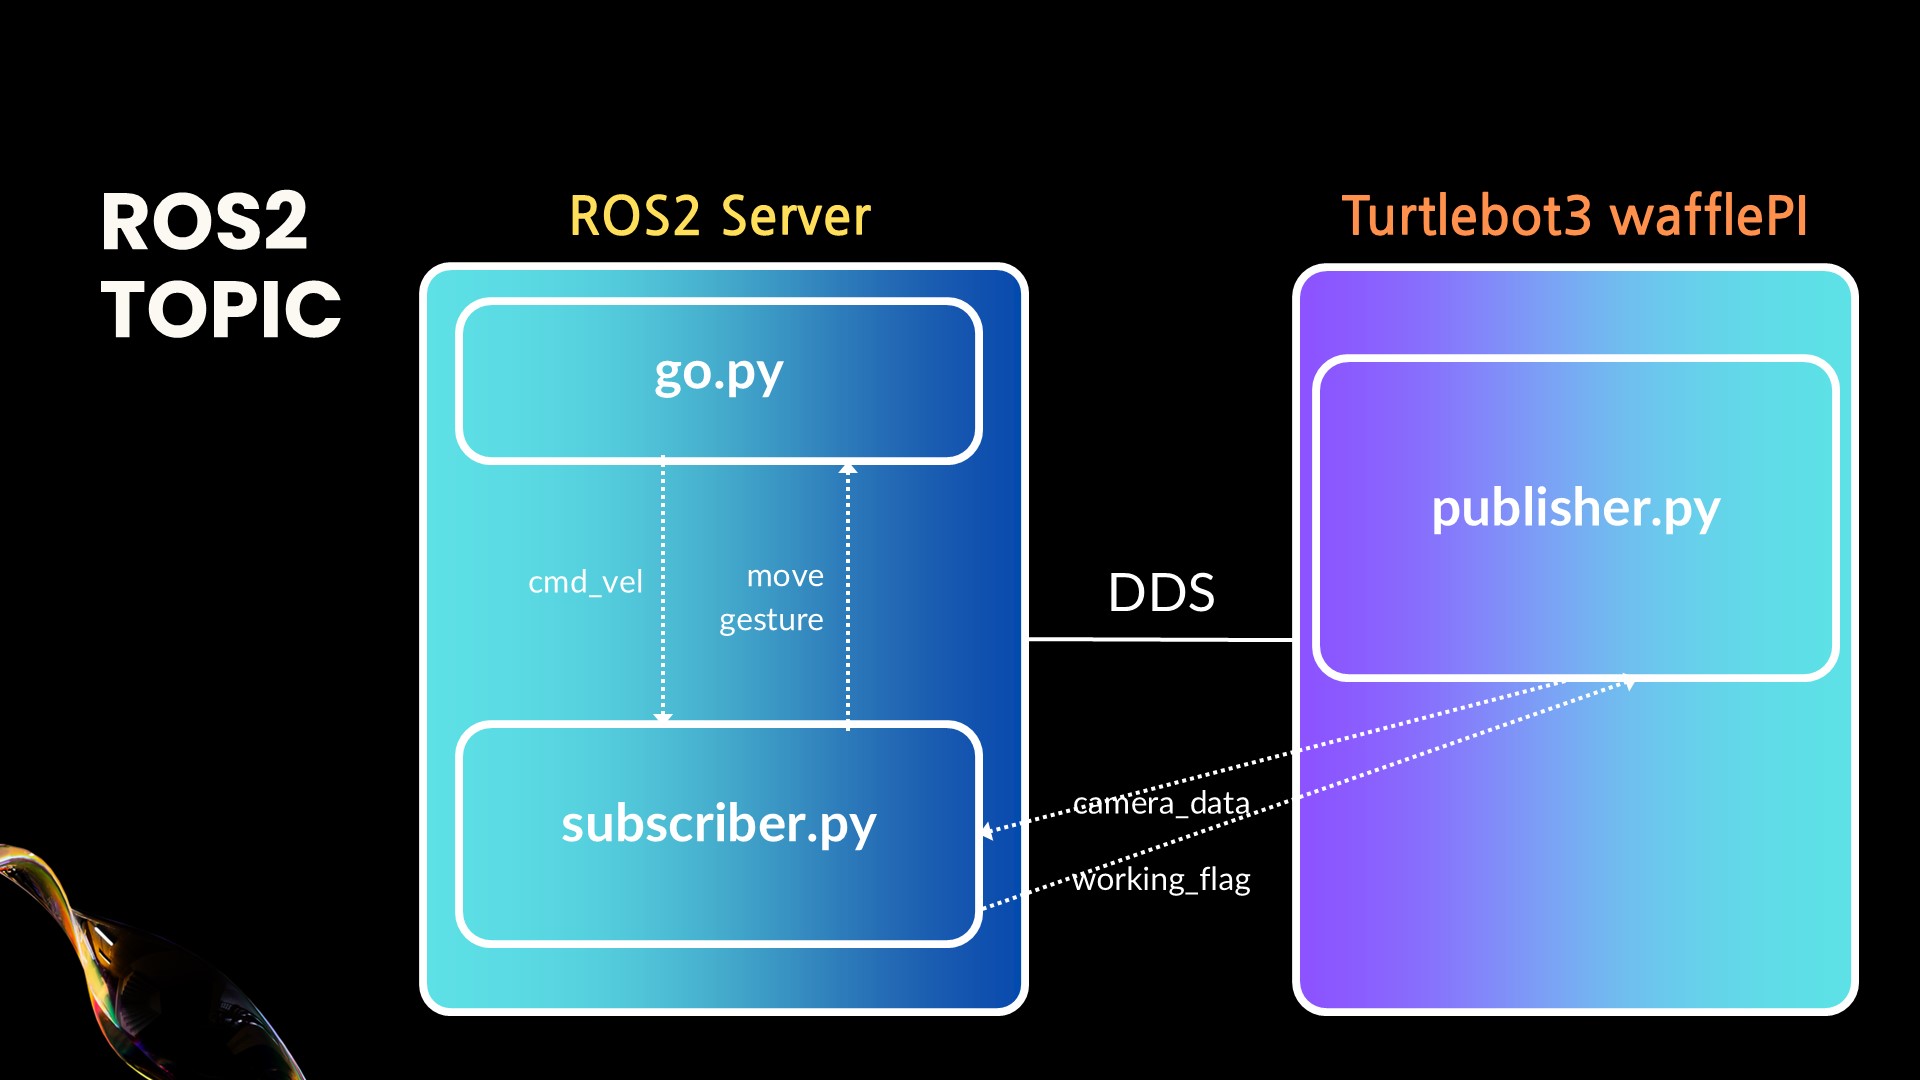 ROS2
TOPIC
ROS2 Server
Turtlebot3 wafflePI
go.py
publisher.py
cmd_vel
move
gesture
DDS
subscriber.py
camera_data
working_flag